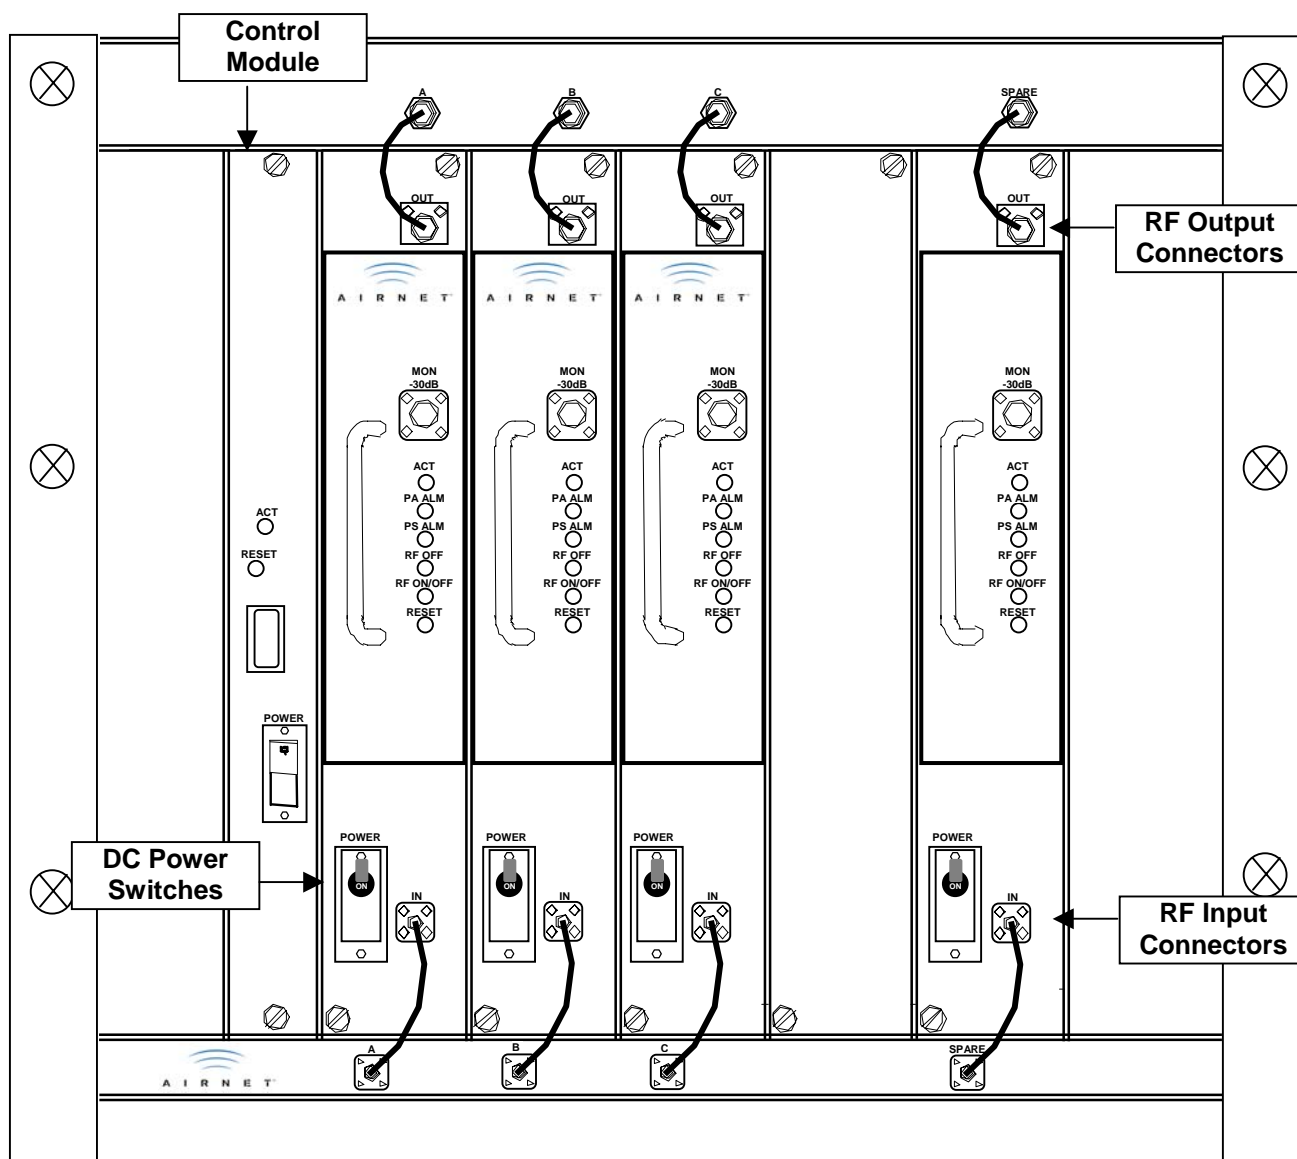 Control
Module
A B C SPARE
OUT OUT OUT OUT
RF Output
Connectors
AIRNET AIRNET AIRNET
MON MON MON MON
-30dB -30dB -30dB -30dB
ACT ACT ACT ACT
PA ALM PA ALM PA ALM PA ALM
ACT
PS ALM PS ALM PS ALM PS ALM
RESET
RF OFF RF OFF RF OFF RF OFF
RF ON/OFF RF ON/OFF RF ON/OFF RF ON/OFF
RESET RESET RESET RESET
POWER
POWER POWER POWER POWER
DC Power
Switches
ON ON ON ON
IN IN IN IN
RF Input
Connectors
A B C SPARE
AIRNET